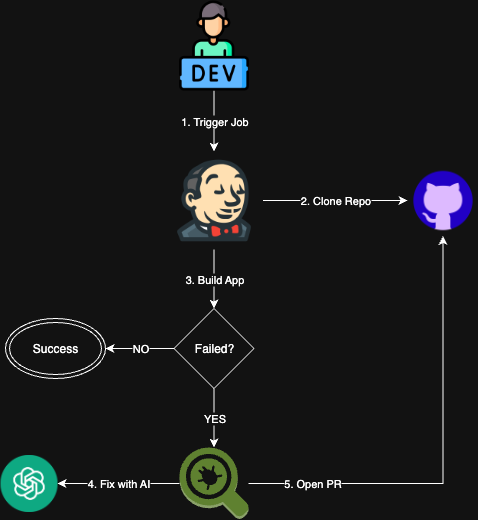 DEV
1. Trigger Job
2. Clone Repo
3. Build App
Failed?
NO
Success
YES
4. Fix with AI
5. Open PR